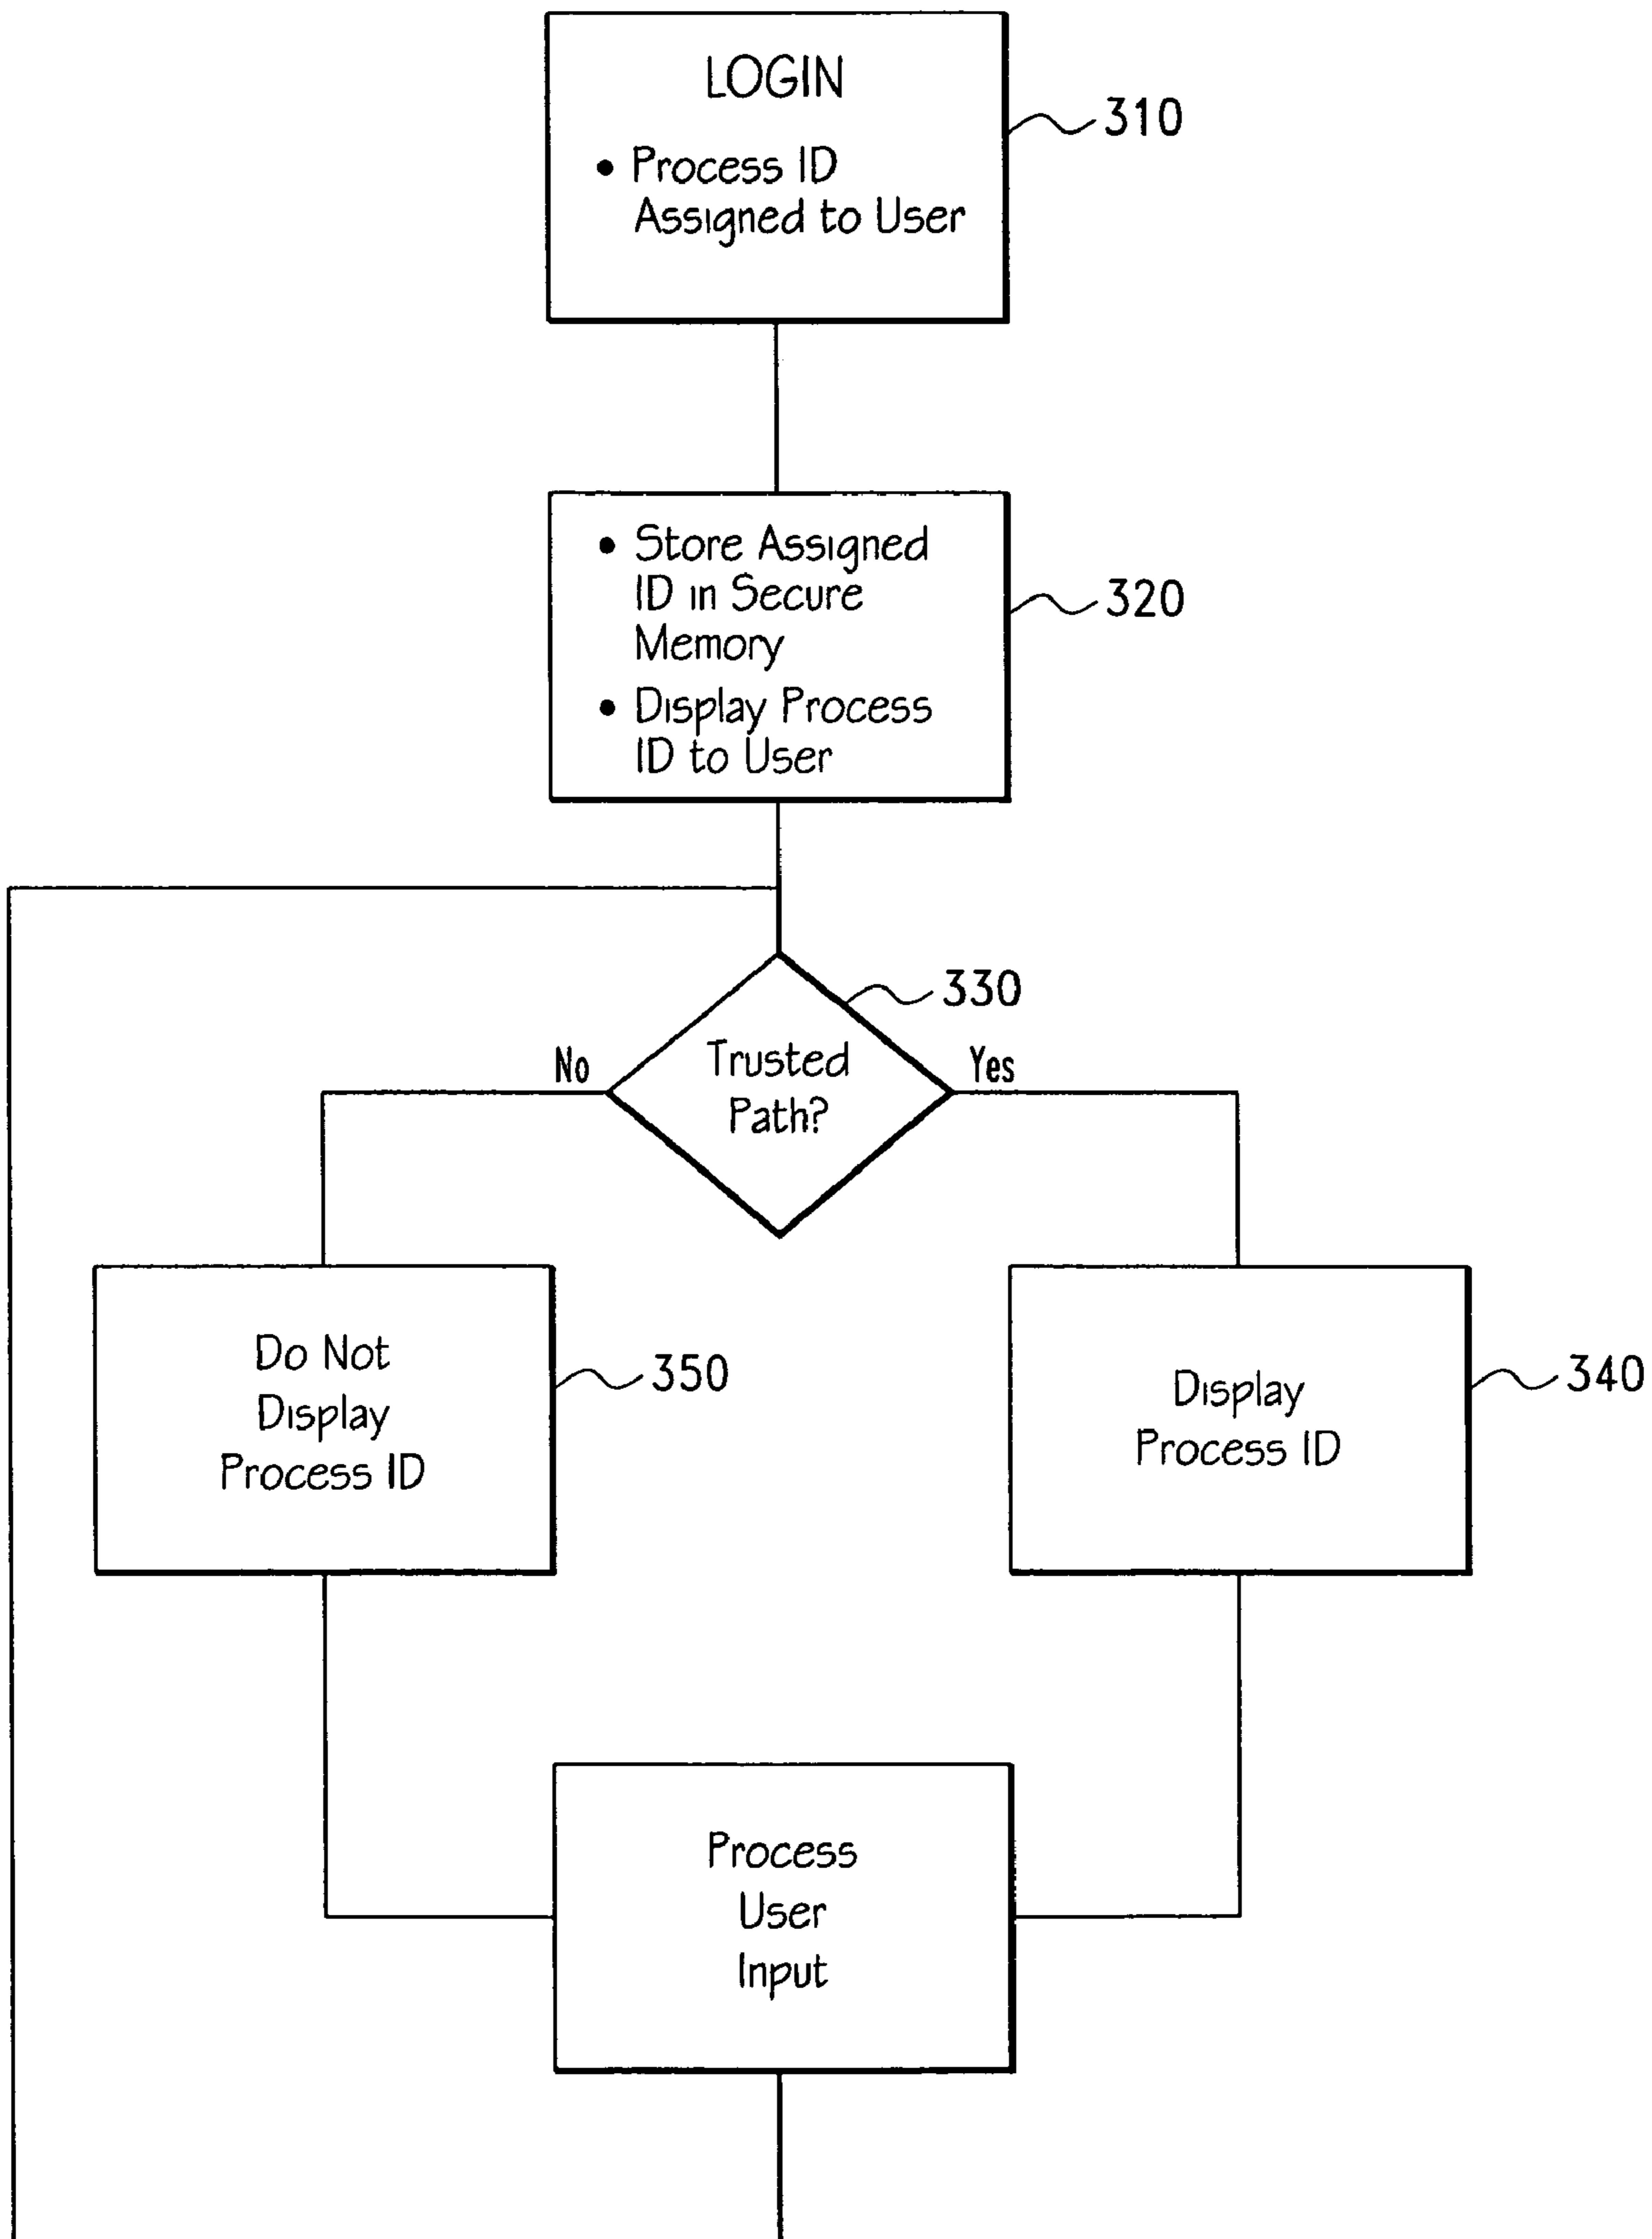 LOGIN
• Process ID
Assigned to User
310
• Store Assigned
ID in Secure
Memory
• Display Process
ID to User
320
330
No
Trusted
Path?
Yes
Do Not
Display
Process ID
350
Display
Process ID
340
Process
User
Input